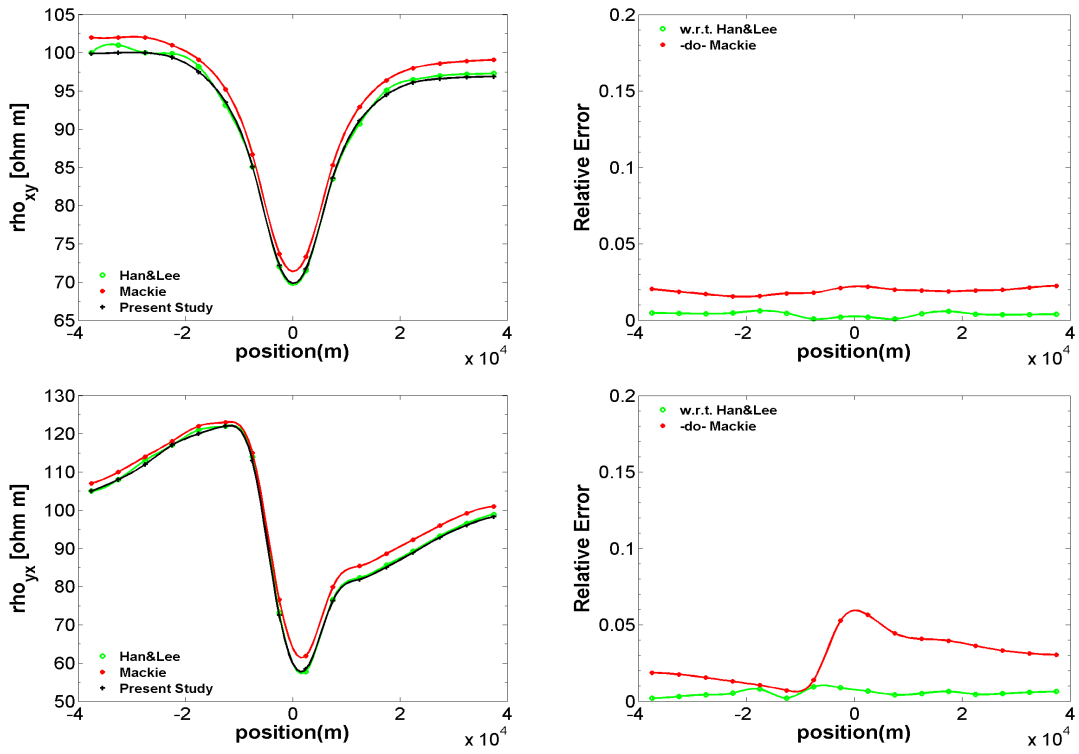 105
100
95
90
85
80
75
70
65
rho_xy [ohm m]
Han&Lee
Mackie
Present Study
-4
-2
0
2
4
position(m)
x 10^4
0.2
0.15
0.1
0.05
0
Relative Error
w.r.t. Han&Lee
-do- Mackie
-4
-2
0
2
4
position(m)
x 10^4
130
120
110
100
90
80
70
60
50
rho_yx [ohm m]
Han&Lee
Mackie
Present Study
-4
-2
0
2
4
position(m)
x 10^4
0.2
0.15
0.1
0.05
0
Relative Error
w.r.t. Han&Lee
-do- Mackie
-4
-2
0
2
4
position(m)
x 10^4